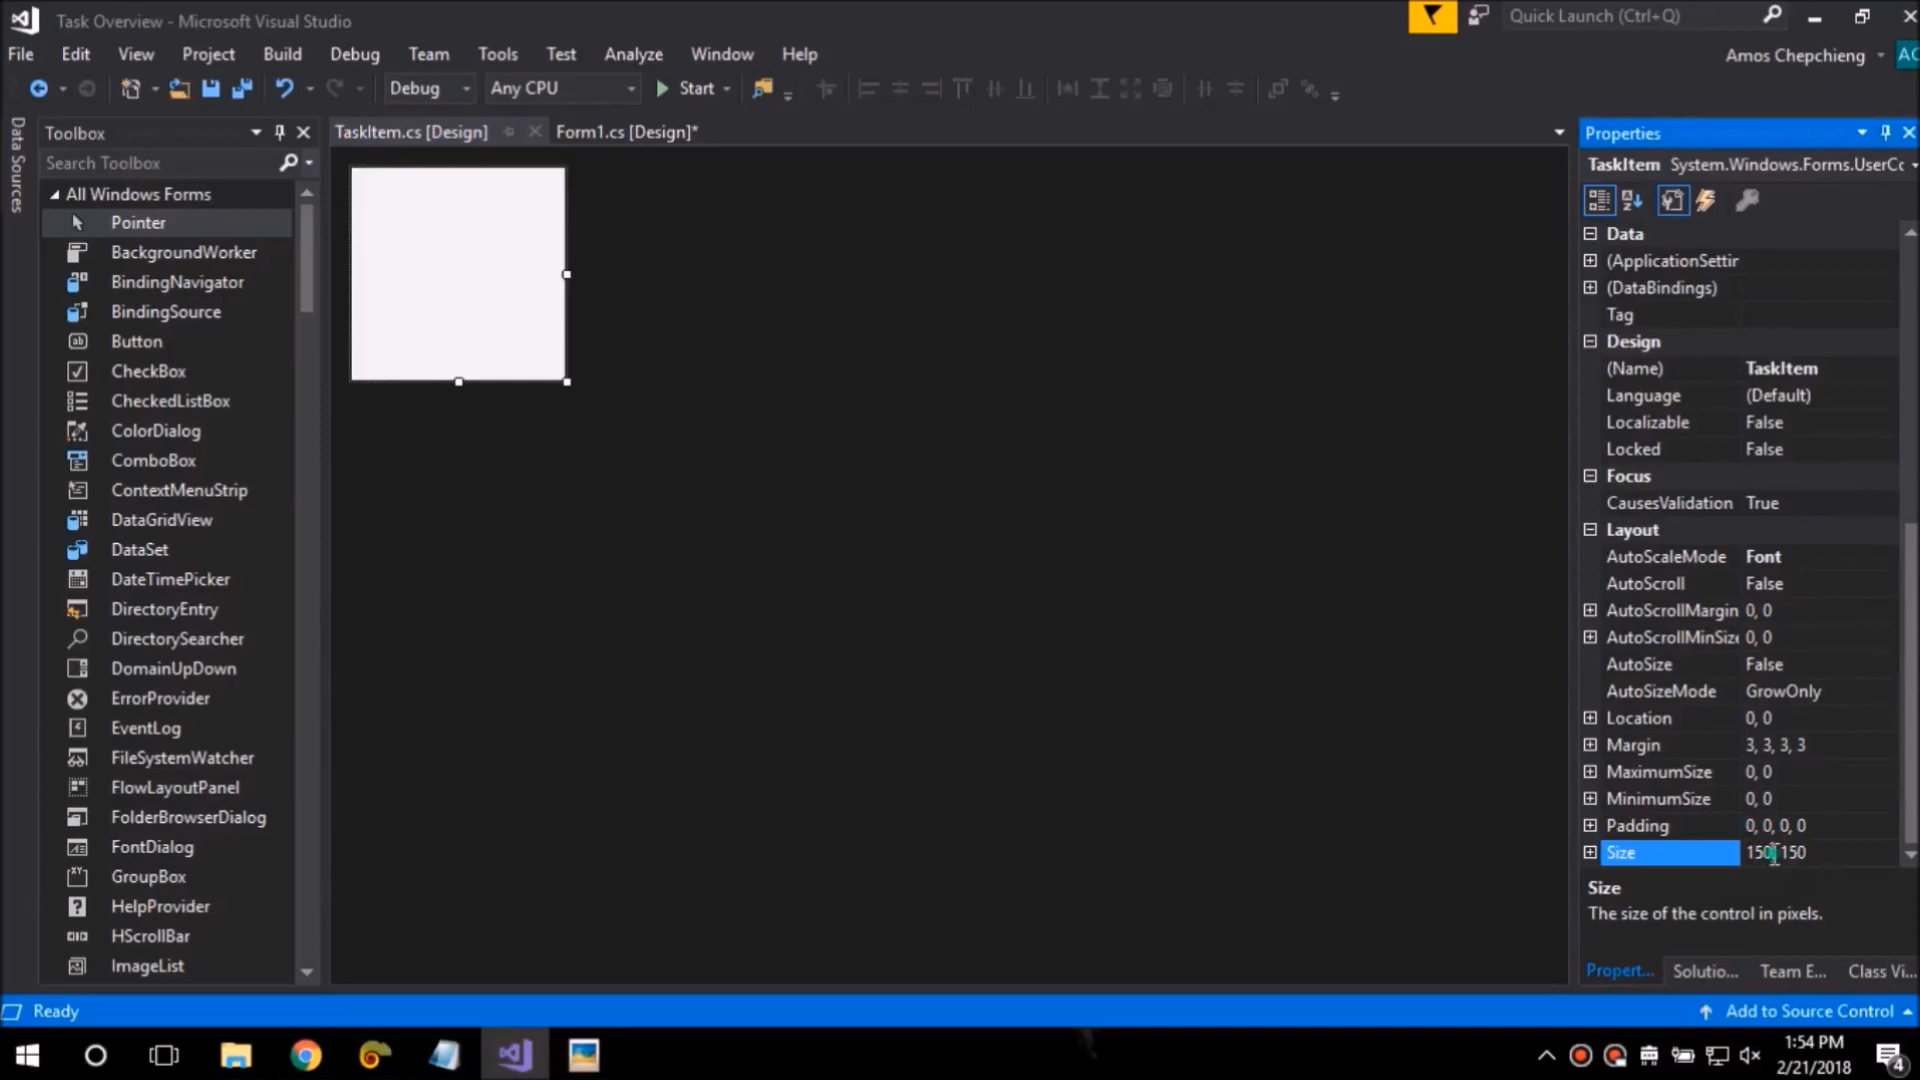 Task Overview - Microsoft Visual Studio
Quick Launch (Ctrl+Q)
File Edit View Project Build Debug Team Tools Test Analyze Window Help
Amos Chepchieng
AC
Debug Any CPU Start
Data Sources
Toolbox
Search Toolbox
All Windows Forms
Pointer
BackgroundWorker
BindingNavigator
BindingSource
Button
CheckBox
CheckedListBox
ColorDialog
ComboBox
ContextMenuStrip
DataGridView
DataSet
DateTimePicker
DirectoryEntry
DirectorySearcher
DomainUpDown
ErrorProvider
EventLog
FileSystemWatcher
FlowLayoutPanel
FolderBrowserDialog
FontDialog
GroupBox
HelpProvider
HScrollBar
ImageList
TaskItem.cs [Design] Form1.cs [Design]*
Properties
TaskItem System.Windows.Forms.UserCo
Data
(ApplicationSettin
(DataBindings)
Tag
Design
(Name) TaskItem
Language (Default)
Localizable False
Locked False
Focus
CausesValidation True
Layout
AutoScaleMode Font
AutoScroll False
AutoScrollMargin 0, 0
AutoScrollMinSize 0, 0
AutoSize False
AutoSizeMode GrowOnly
Location 0, 0
Margin 3, 3, 3, 3
MaximumSize 0, 0
MinimumSize 0, 0
Padding 0, 0, 0, 0
Size 150, 150
Size
The size of the control in pixels.
Propert... Solutio... Team E... Class Vi...
Ready
Add to Source Control
1:54 PM
2/21/2018
4